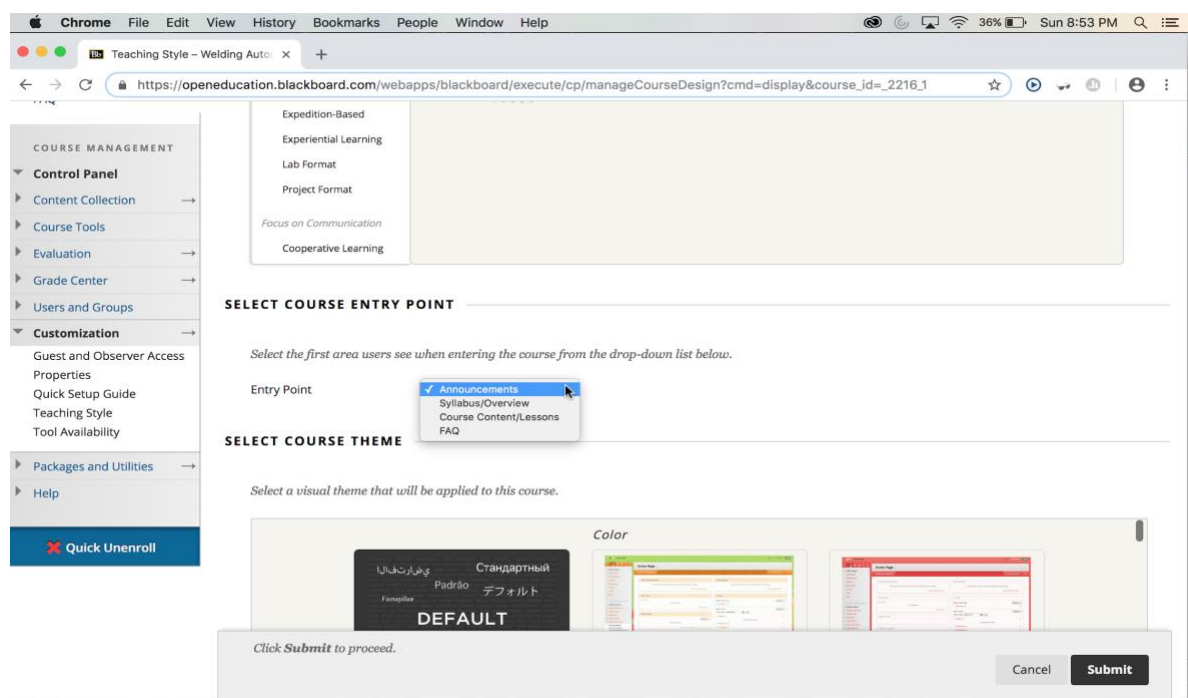 Chrome File Edit View History Bookmarks People Window Help 36% Sun 8:53 PM
Bb Teaching Style – Welding Auto
https://openeducation.blackboard.com/webapps/blackboard/execute/cp/manageCourseDesign?cmd=display&course_id=_2216_1
FAQ
COURSE MANAGEMENT
Control Panel
Content Collection
Course Tools
Evaluation
Grade Center
Users and Groups
Customization
Guest and Observer Access
Properties
Quick Setup Guide
Teaching Style
Tool Availability
Packages and Utilities
Help
Quick Unenroll
Expedition-Based
Experiential Learning
Lab Format
Project Format
Focus on Communication
Cooperative Learning
SELECT COURSE ENTRY POINT
Select the first area users see when entering the course from the drop-down list below.
Entry Point
✓ Announcements
Syllabus/Overview
Course Content/Lessons
FAQ
SELECT COURSE THEME
Select a visual theme that will be applied to this course.
Color
Стандартный
Padrão
デフォルト
DEFAULT
Click Submit to proceed.
Cancel
Submit